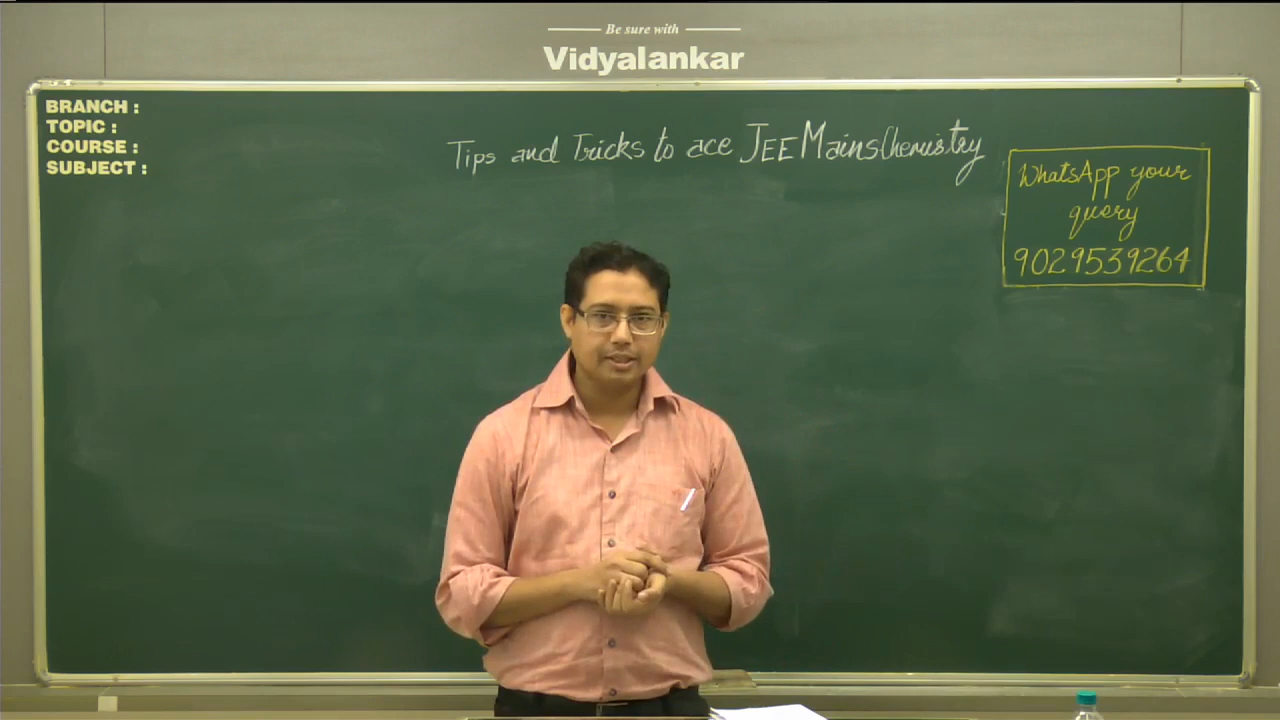 Be sure with
Vidyalankar
BRANCH :
TOPIC :
COURSE :
SUBJECT :
Tips and Tricks to ace JEE Mains Chemistry
WhatsApp your
query
9029539264